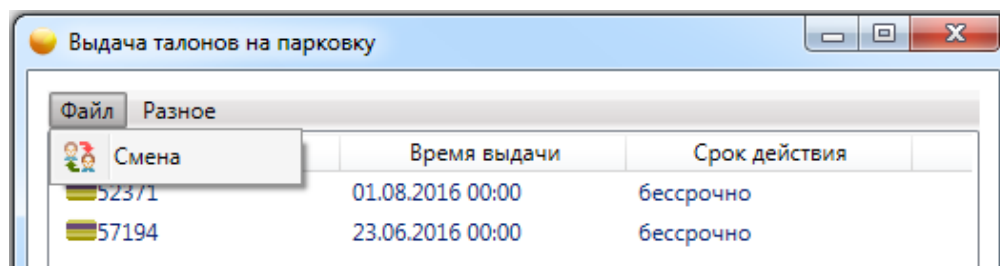 Выдача талонов на парковку
Файл Разное
Смена Время выдачи Срок действия
52371 01.08.2016 00:00 бессрочно
57194 23.06.2016 00:00 бессрочно